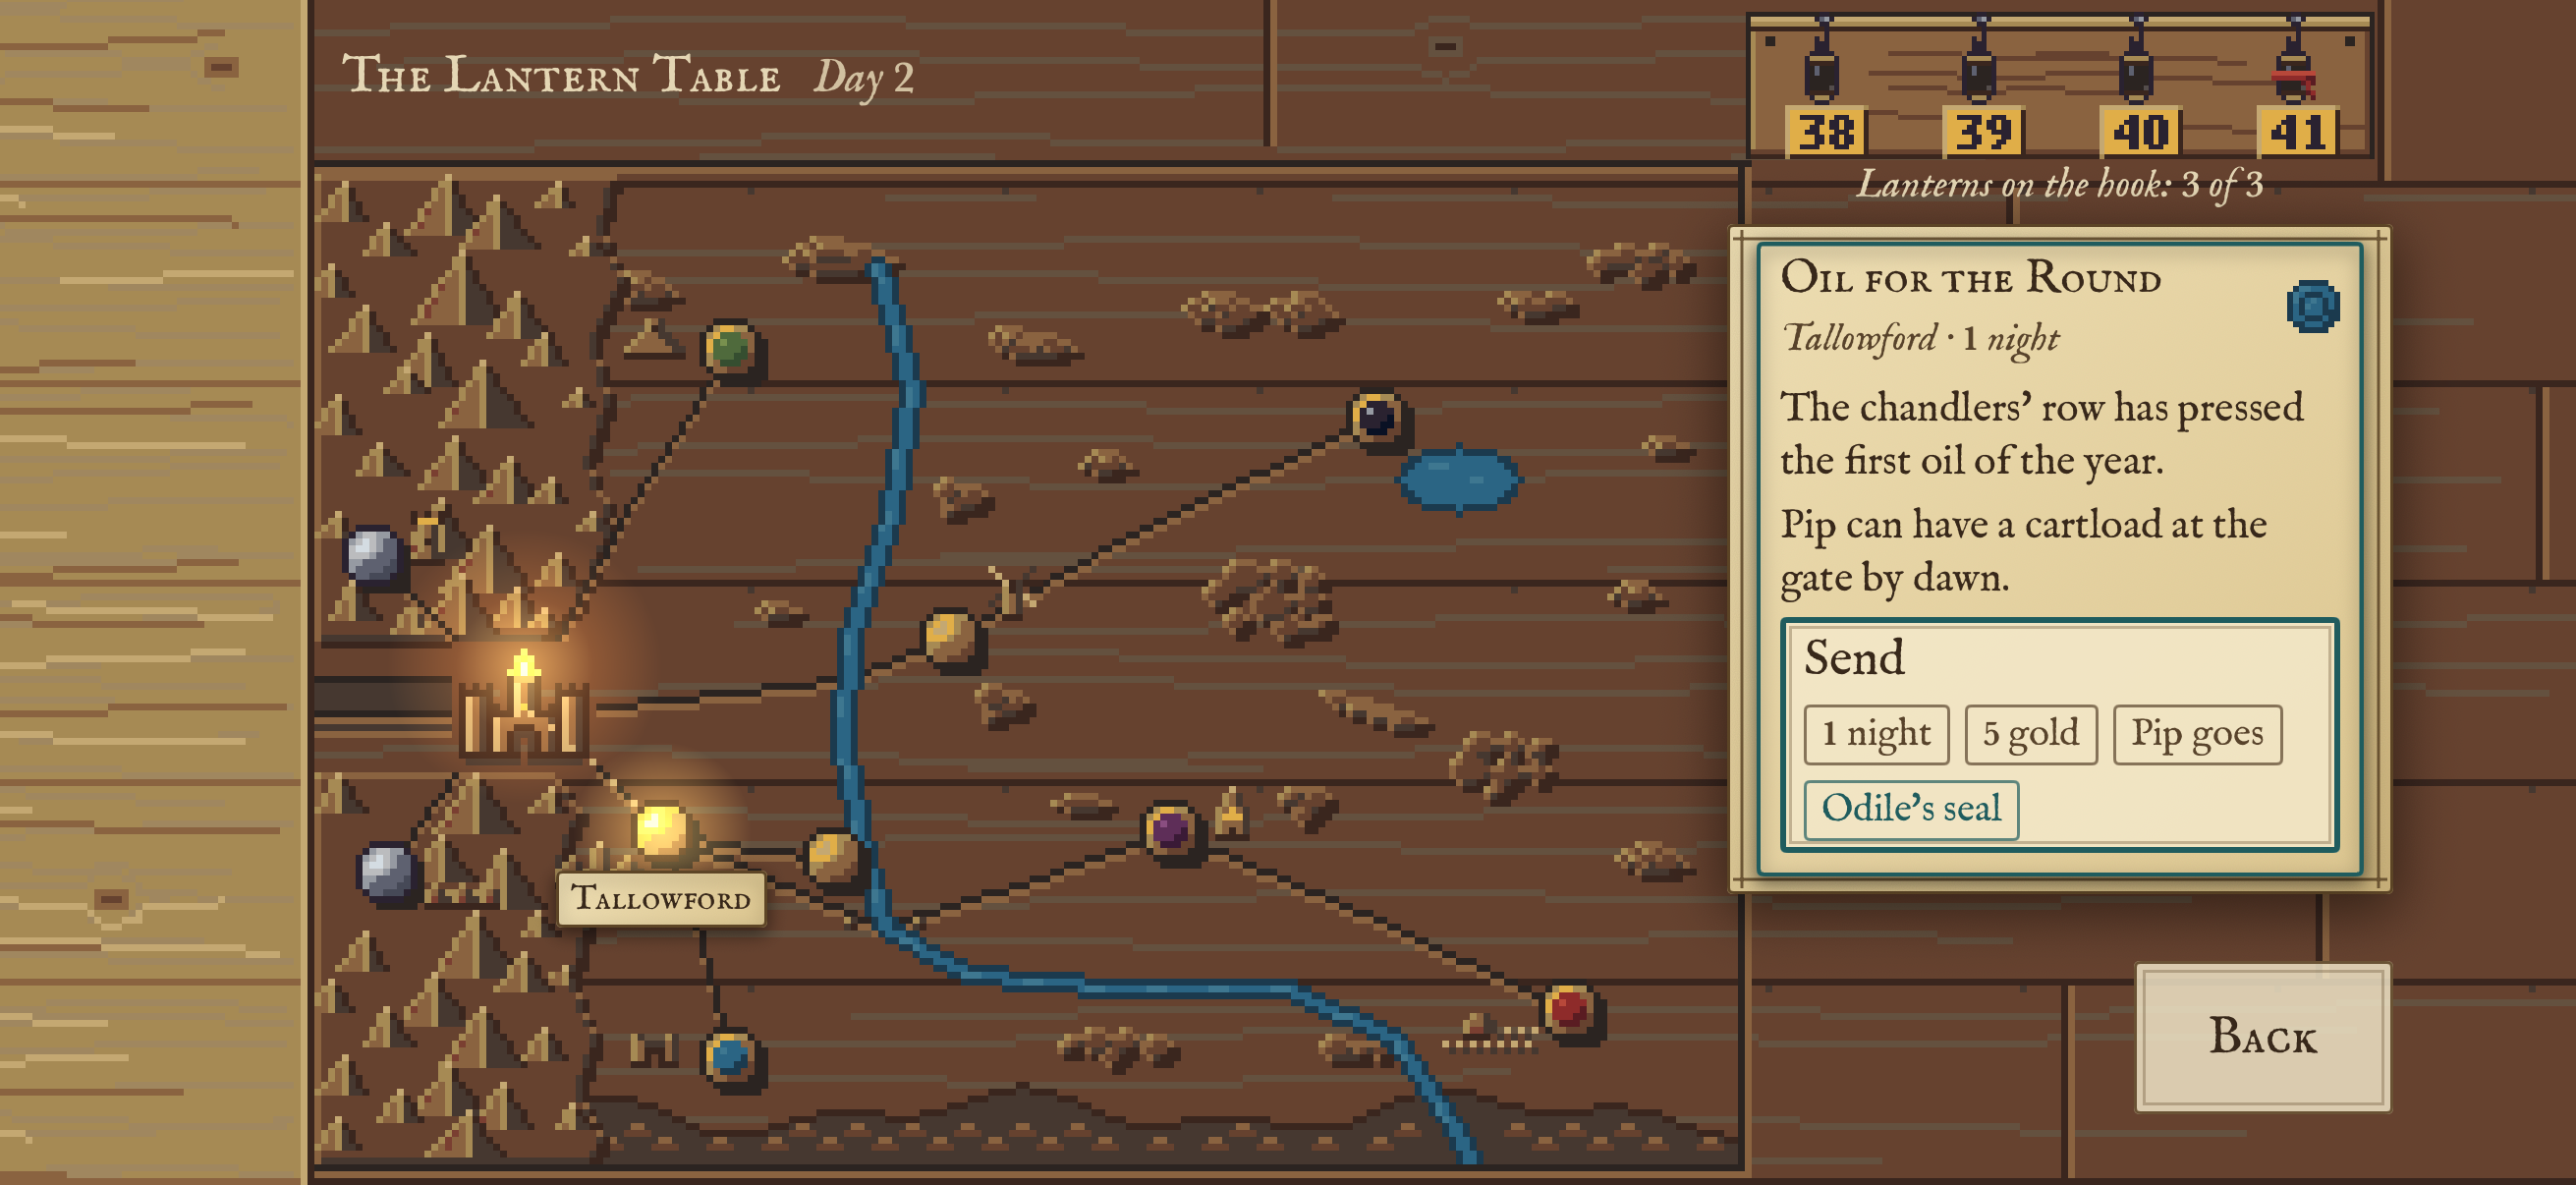 The Lantern Table Day 2
38 39 40 41
Lanterns on the hook: 3 of 3
Oil for the Round
Tallowford · 1 night
The chandlers’ row has pressed
the first oil of the year.
Pip can have a cartload at the
gate by dawn.
Send
1 night 5 gold Pip goes
Odile’s seal
Tallowford
Back